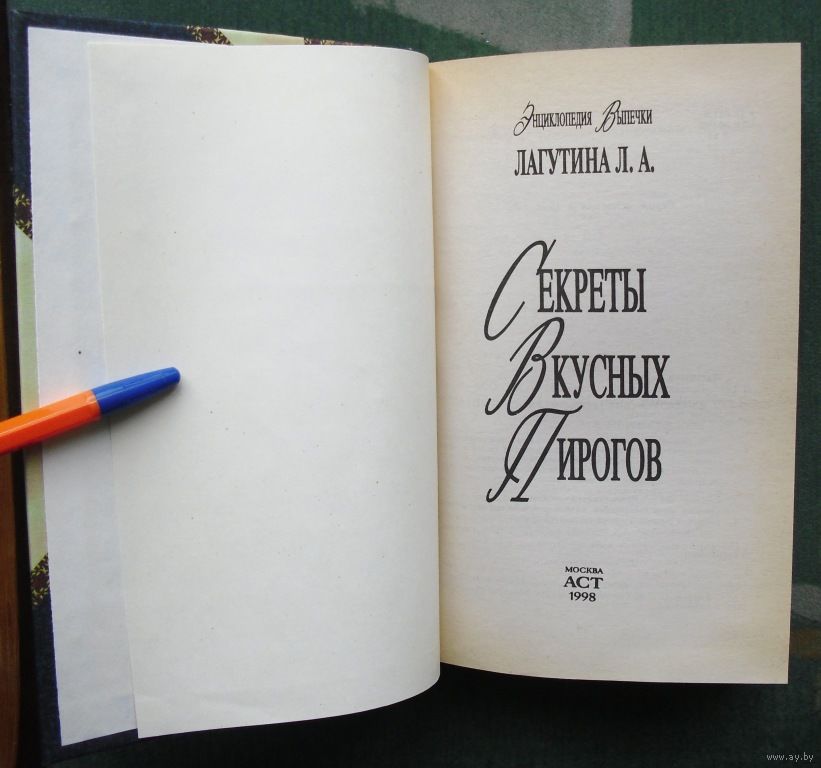 Энциклопедия Выпечки
ЛАГУТИНА Л. А.
СЕКРЕТЫ
ВКУСНЫХ
ПИРОГОВ
МОСКВА
АСТ
1998
www.ay.by